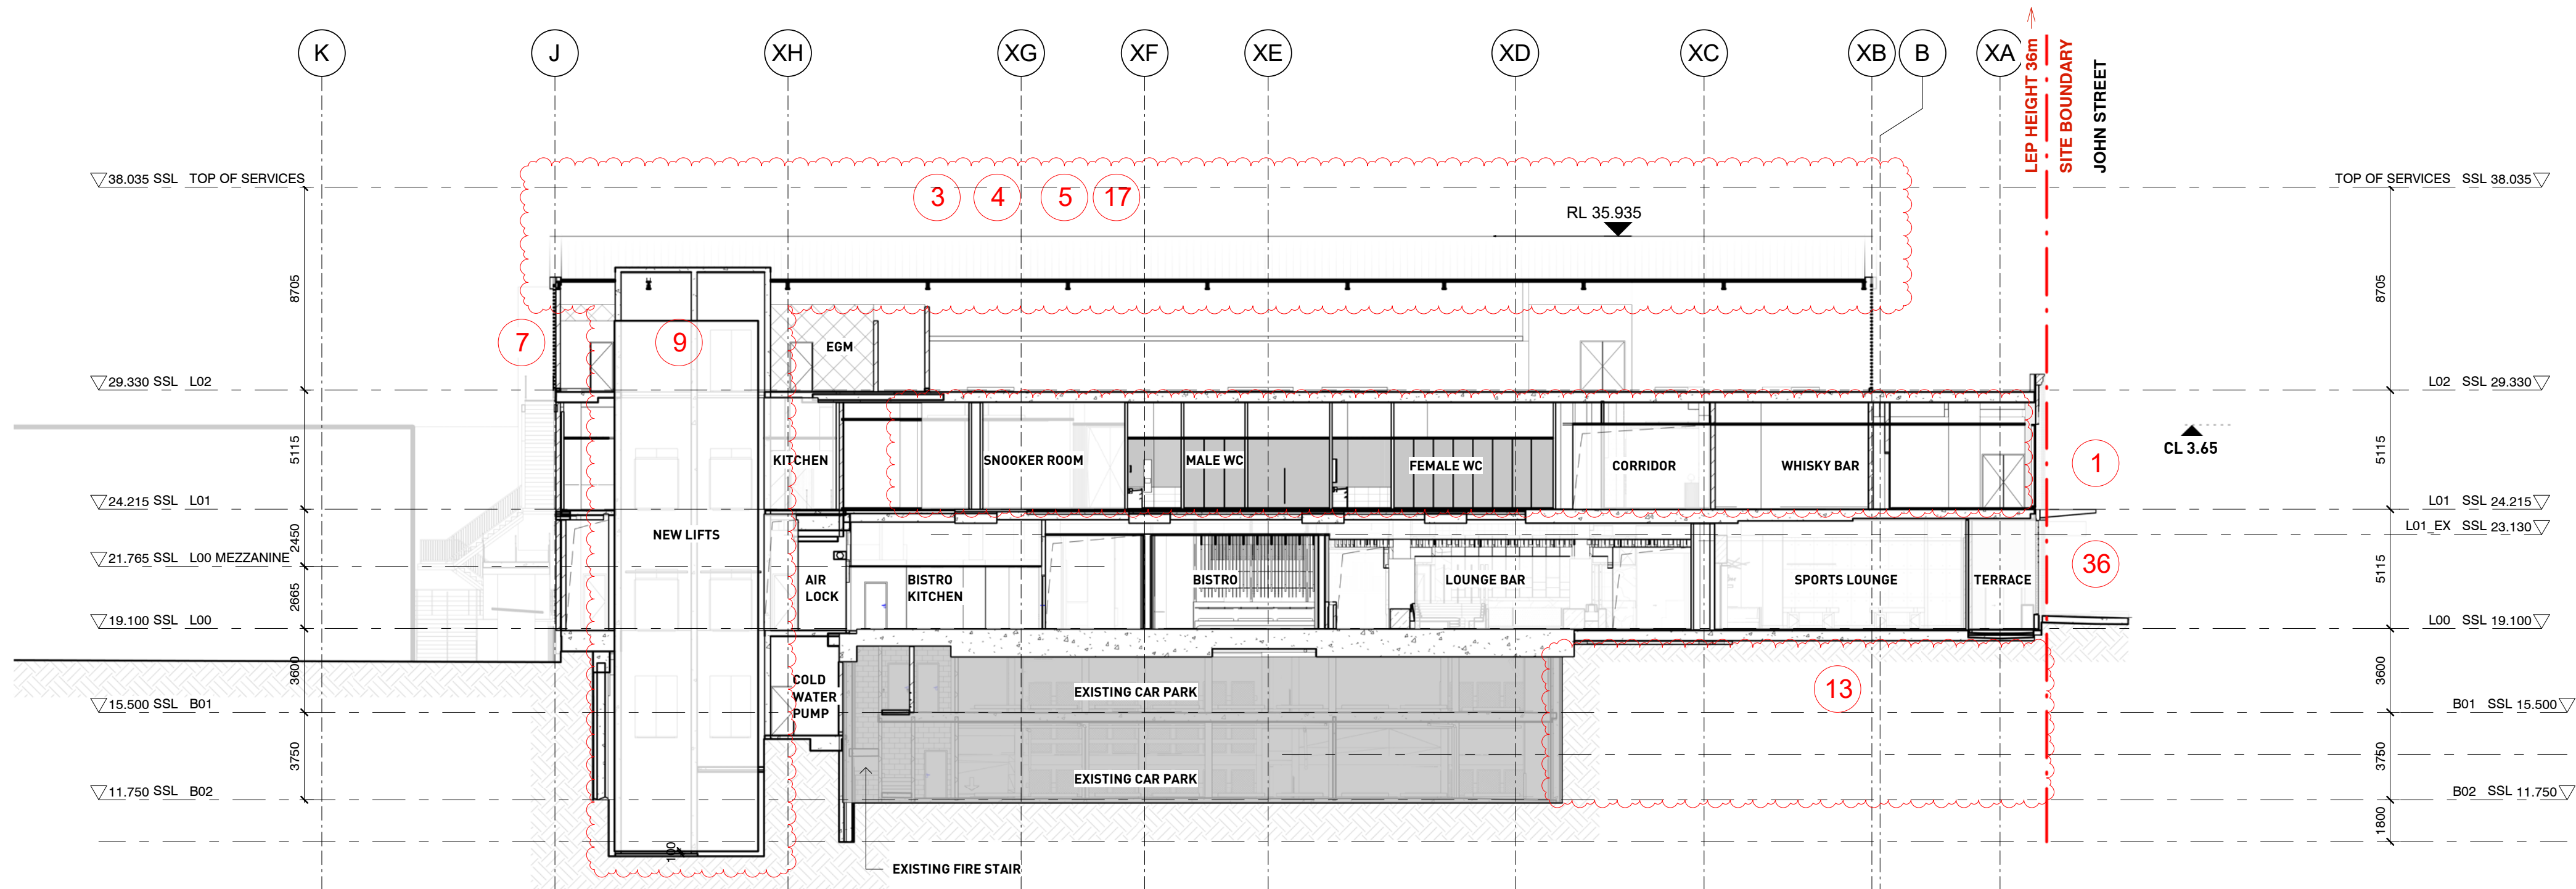 K J XH XG XF XE XD XC XB B XA
LEP HEIGHT 36m
SITE BOUNDARY
JOHN STREET
38.035 SSL TOP OF SERVICES
3 4 5 17
TOP OF SERVICES SSL 38.035
RL 35.935
8705
8705
7
9
EGM
29.330 SSL L02
L02 SSL 29.330
5115
KITCHEN
SNOOKER ROOM
MALE WC
FEMALE WC
CORRIDOR
WHISKY BAR
1
CL 3.65
5115
24.215 SSL L01
L01 SSL 24.215
L01_EX SSL 23.130
2450
NEW LIFTS
21.765 SSL L00 MEZZANINE
AIR
LOCK
BISTRO
KITCHEN
BISTRO
LOUNGE BAR
SPORTS LOUNGE
TERRACE
36
5115
2665
19.100 SSL L00
L00 SSL 19.100
3600
COLD
WATER
PUMP
EXISTING CAR PARK
13
3600
15.500 SSL B01
B01 SSL 15.500
3750
EXISTING CAR PARK
3750
11.750 SSL B02
B02 SSL 11.750
1800
100
EXISTING FIRE STAIR